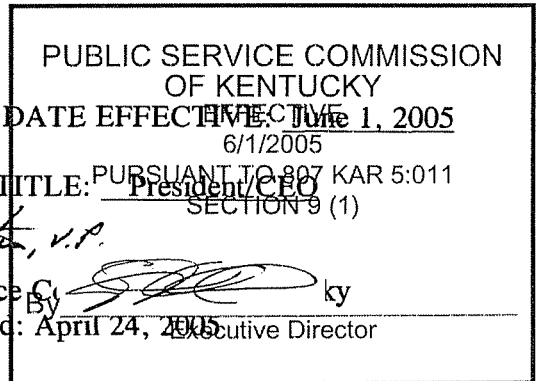 PUBLIC SERVICE COMMISSION
OF KENTUCKY
EFFECTIVE
DATE EFFECTIVE: June 1, 2005
6/1/2005
PURSUANT TO 807 KAR 5:011
TITLE: President/CEO
SECTION 9 (1)
V.P.
By
ky
d: April 24, 2005
Executive Director